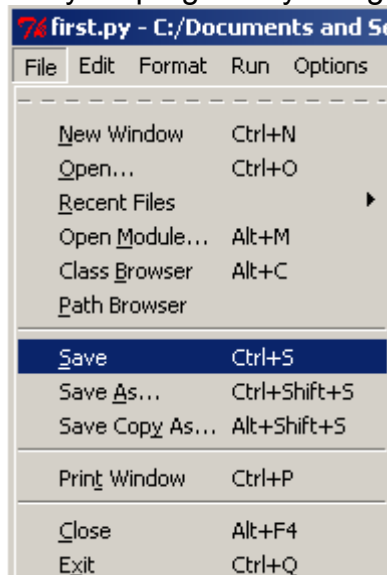 first.py - C:/Documents and S
File Edit Format Run Options
New Window Ctrl+N
Open... Ctrl+O
Recent Files
Open Module... Alt+M
Class Browser Alt+C
Path Browser
Save Ctrl+S
Save As... Ctrl+Shift+S
Save Copy As... Alt+Shift+S
Print Window Ctrl+P
Close Alt+F4
Exit Ctrl+Q